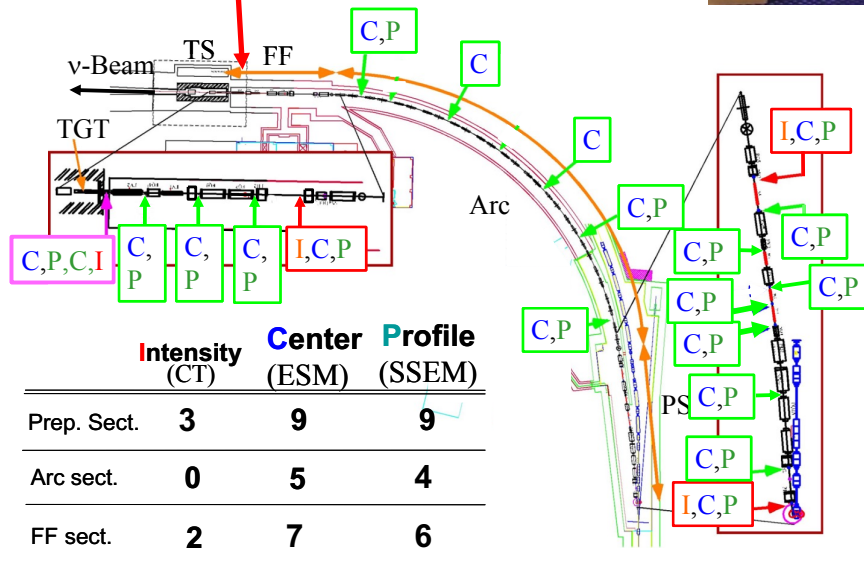 C,P
TS
FF
ν-Beam
C
TGT
I,C,P
C
Arc
C,P
C,P
C,P
C,P,C,I
C,
P
C,
P
C,
P
I,C,P
C,P
C,P
C,P
C,P
PS
C,P
C,P
I,C,P
Intensity
(CT)
Center
(ESM)
Profile
(SSEM)
Prep. Sect. 3 9 9
Arc sect. 0 5 4
FF sect. 2 7 6